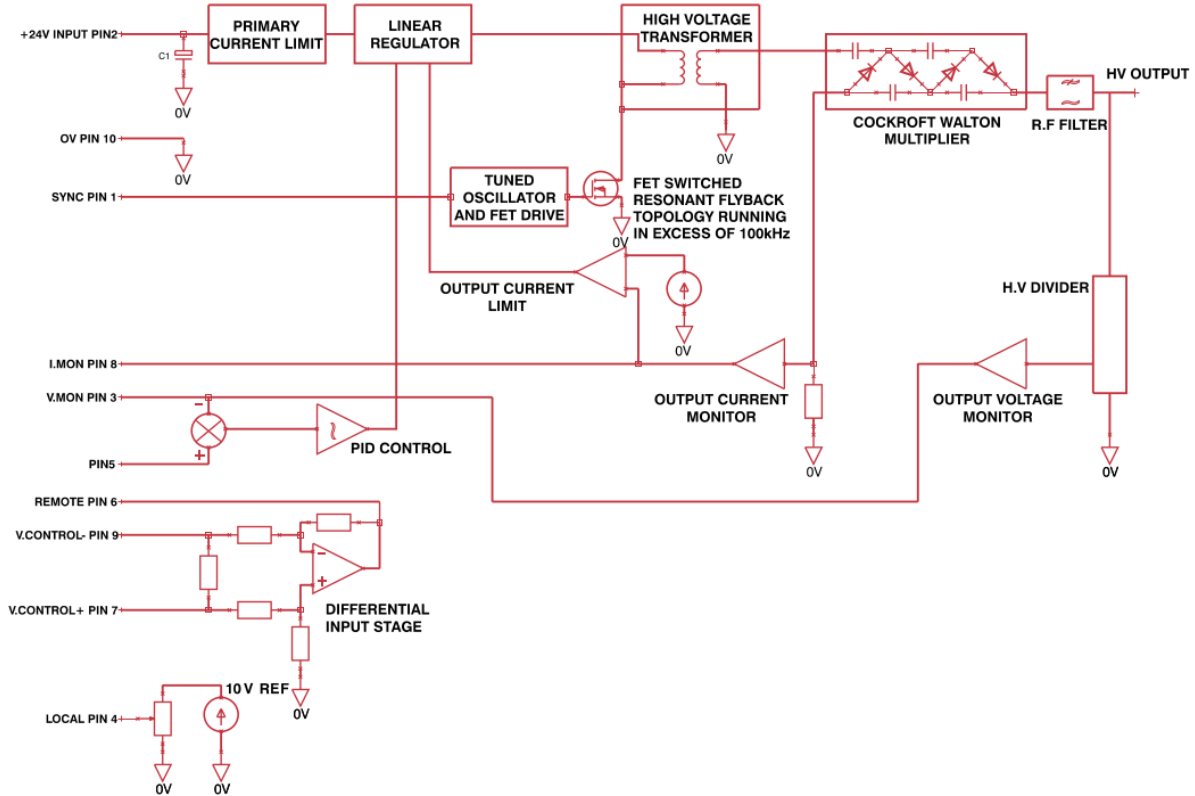 +24V INPUT PIN2
C1
0V
PRIMARY
CURRENT LIMIT
LINEAR
REGULATOR
HIGH VOLTAGE
TRANSFORMER
0V
COCKROFT WALTON
MULTIPLIER
R.F FILTER
HV OUTPUT
OV PIN 10
0V
SYNC PIN 1
TUNED
OSCILLATOR
AND FET DRIVE
FET SWITCHED
RESONANT FLYBACK
TOPOLOGY RUNNING
IN EXCESS OF 100kHz
0V
OUTPUT CURRENT
LIMIT
0V
H.V DIVIDER
I.MON PIN 8
OUTPUT CURRENT
MONITOR
0V
OUTPUT VOLTAGE
MONITOR
0V
V.MON PIN 3
-
+
PIN5
PID CONTROL
REMOTE PIN 6
V.CONTROL- PIN 9
-
+
V.CONTROL+ PIN 7
DIFFERENTIAL
INPUT STAGE
0V
10V REF
LOCAL PIN 4
0V
0V